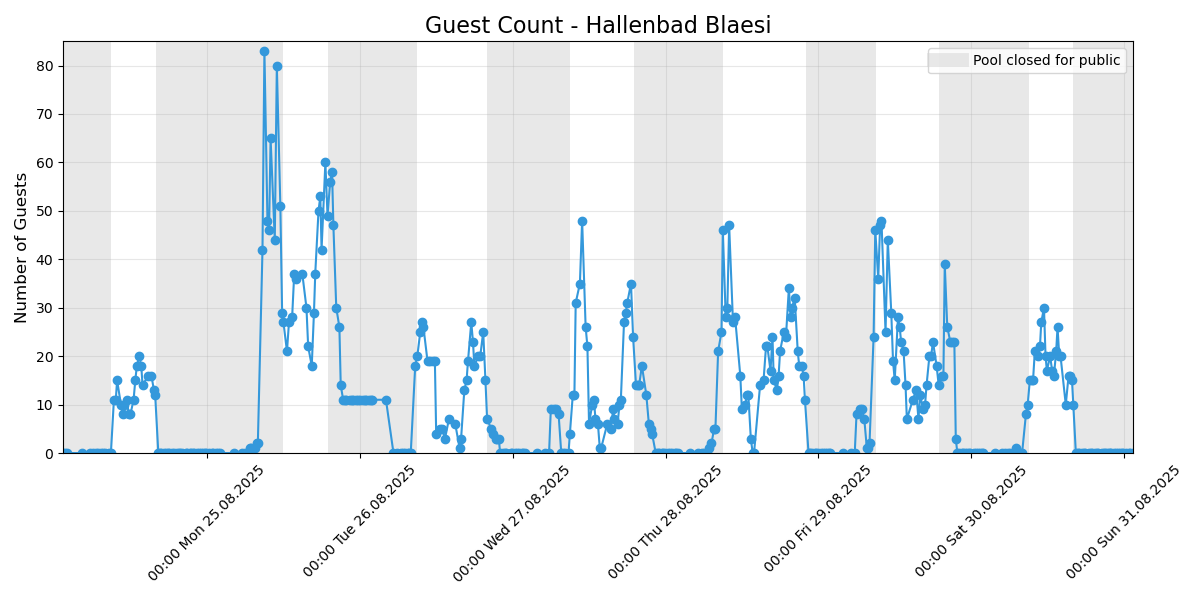 Guest Count - Hallenbad Blaesi
Pool closed for public
Number of Guests
80
70
60
50
40
30
20
10
0
00:00 Mon 25.08.2025
00:00 Tue 26.08.2025
00:00 Wed 27.08.2025
00:00 Thu 28.08.2025
00:00 Fri 29.08.2025
00:00 Sat 30.08.2025
00:00 Sun 31.08.2025